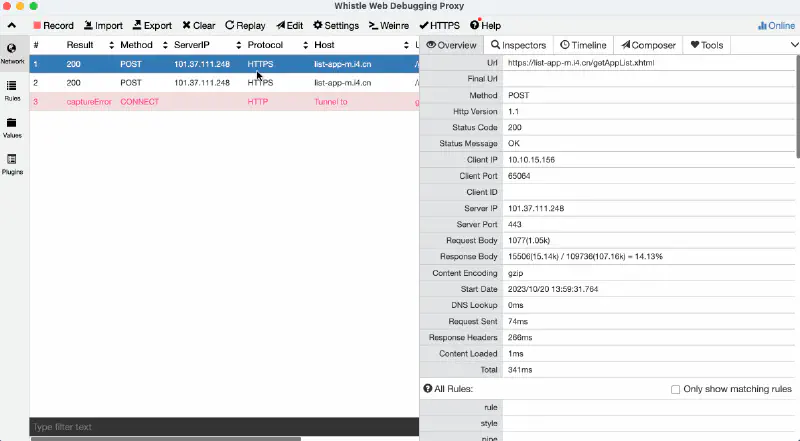 Whistle Web Debugging Proxy
Record Import Export Clear Replay Edit Settings Weinre HTTPS Help Online
Network
Rules
Values
Plugins
# Result Method ServerIP Protocol Host
1 200 POST 101.37.111.248 HTTPS list-app-m.i4.cn
2 200 POST 101.37.111.248 HTTPS list-app-m.i4.cn
3 captureError CONNECT HTTP Tunnel to
Type filter text
Overview Inspectors Timeline Composer Tools
Url https://list-app-m.i4.cn/getAppList.xhtml
Final Url
Method POST
Http Version 1.1
Status Code 200
Status Message OK
Client IP 10.10.15.156
Client Port 65064
Client ID
Server IP 101.37.111.248
Server Port 443
Request Body 1077(1.05k)
Response Body 15506(15.14k) / 109736(107.16k) = 14.13%
Content Encoding gzip
Start Date 2023/10/20 13:59:31.764
DNS Lookup 0ms
Request Sent 74ms
Response Headers 266ms
Content Loaded 1ms
Total 341ms
All Rules: Only show matching rules
rule
style